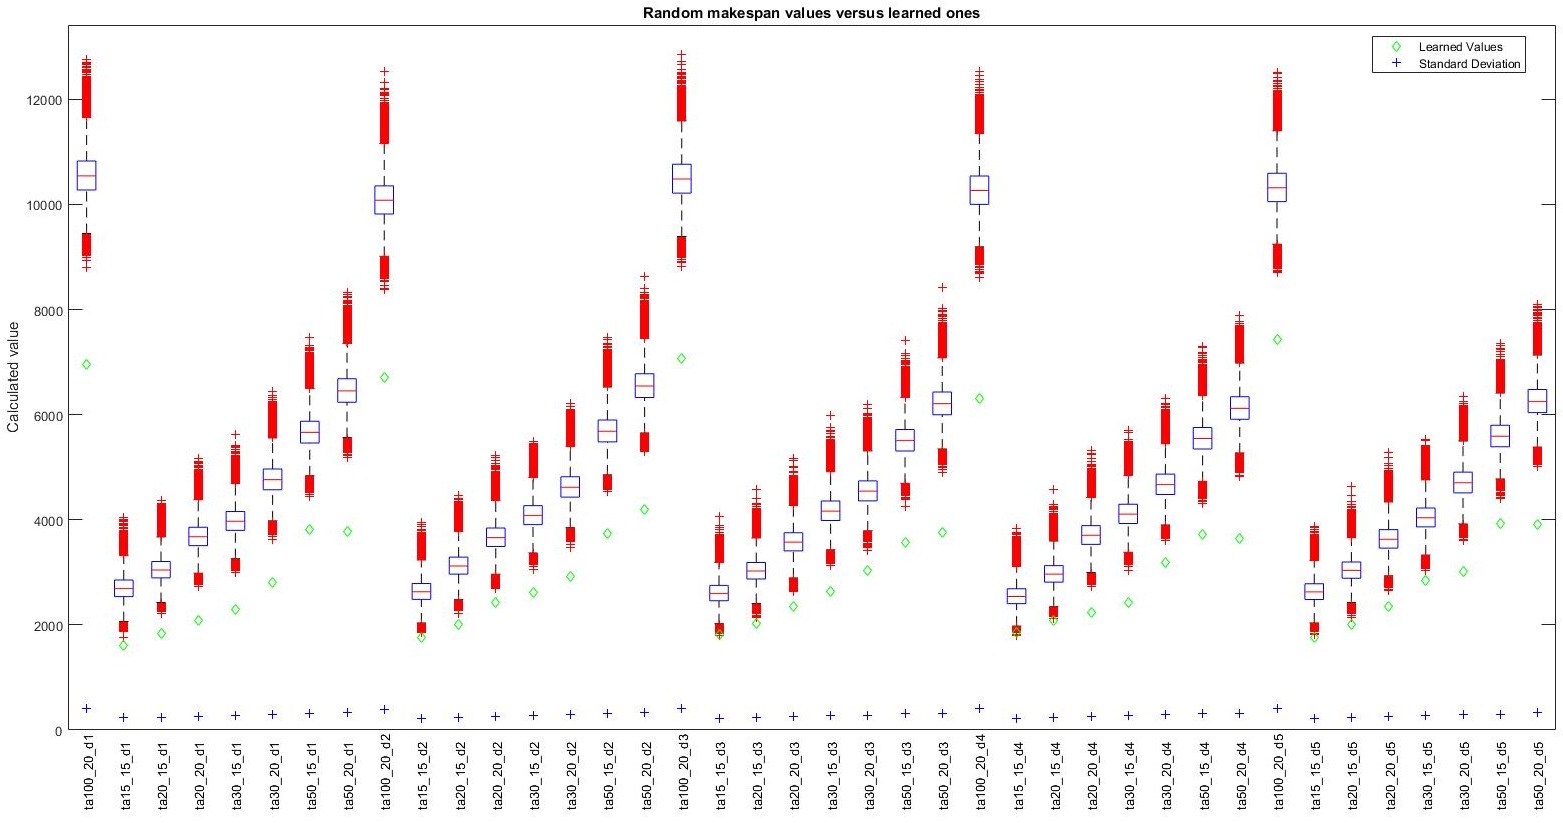 Random makespan values versus learned ones
Learned Values
Standard Deviation
Calculated value
12000
10000
8000
6000
4000
2000
0
ta100_20_d1
ta15_15_d1
ta20_15_d1
ta20_20_d1
ta30_15_d1
ta30_20_d1
ta50_15_d1
ta50_20_d1
ta100_20_d2
ta15_15_d2
ta20_15_d2
ta20_20_d2
ta30_15_d2
ta30_20_d2
ta50_15_d2
ta50_20_d2
ta100_20_d3
ta15_15_d3
ta20_15_d3
ta20_20_d3
ta30_15_d3
ta30_20_d3
ta50_15_d3
ta50_20_d3
ta100_20_d4
ta15_15_d4
ta20_15_d4
ta20_20_d4
ta30_15_d4
ta30_20_d4
ta50_15_d4
ta50_20_d4
ta100_20_d5
ta15_15_d5
ta20_15_d5
ta20_20_d5
ta30_15_d5
ta30_20_d5
ta50_15_d5
ta50_20_d5